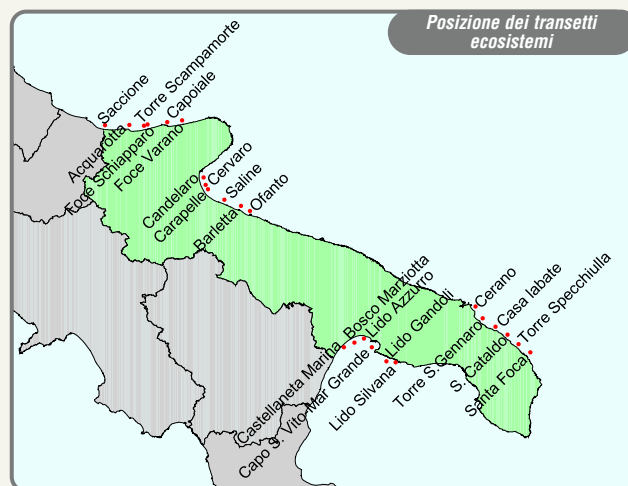 Posizione dei transetti
ecosistemi
Saccione
Torre Scampamorte
Capoiale
Acquarotta
Foce Schiapparo
Foce Varano
Candelaro
Cervaro
Carapelle
Saline
Barletta
Ofanto
Castellaneta Marina
Bosco Marziotta
Lido Azzurro
Capo S. Vito-Mar Grande
Lido Gandoli
Lido Silvana
Cerano
Torre S.Gennaro
Casa labate
S. Cataldo
Torre Specchiulla
Santa Foca